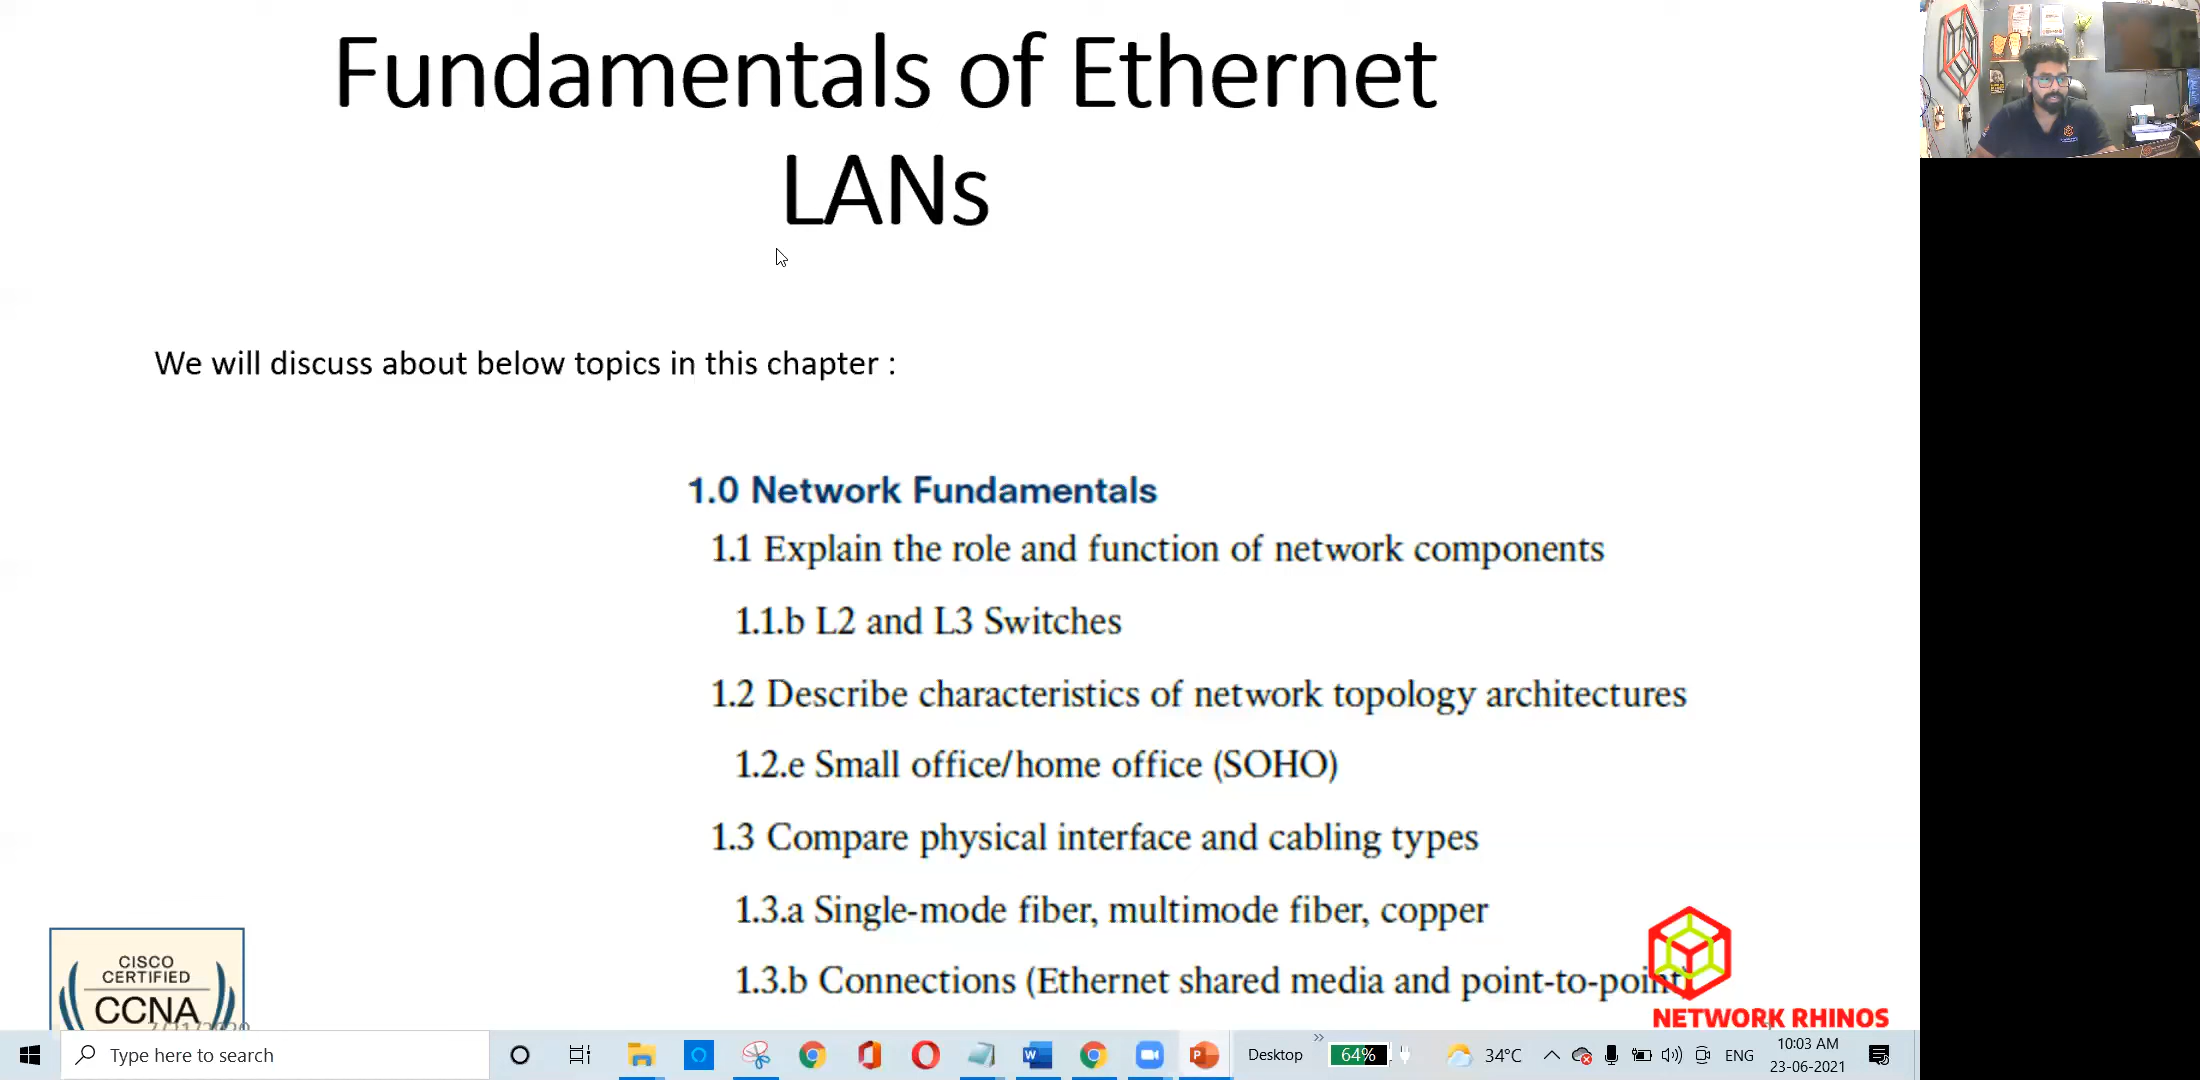 Fundamentals of Ethernet
LANs
We will discuss about below topics in this chapter :
1.0 Network Fundamentals
1.1 Explain the role and function of network components
1.1.b L2 and L3 Switches
1.2 Describe characteristics of network topology architectures
1.2.e Small office/home office (SOHO)
1.3 Compare physical interface and cabling types
1.3.a Single-mode fiber, multimode fiber, copper
1.3.b Connections (Ethernet shared media and point-to-point)
CISCO
CERTIFIED
CCNA
NETWORK RHINOS
Type here to search
Desktop
64%
34°C
ENG
10:03 AM
23-06-2021